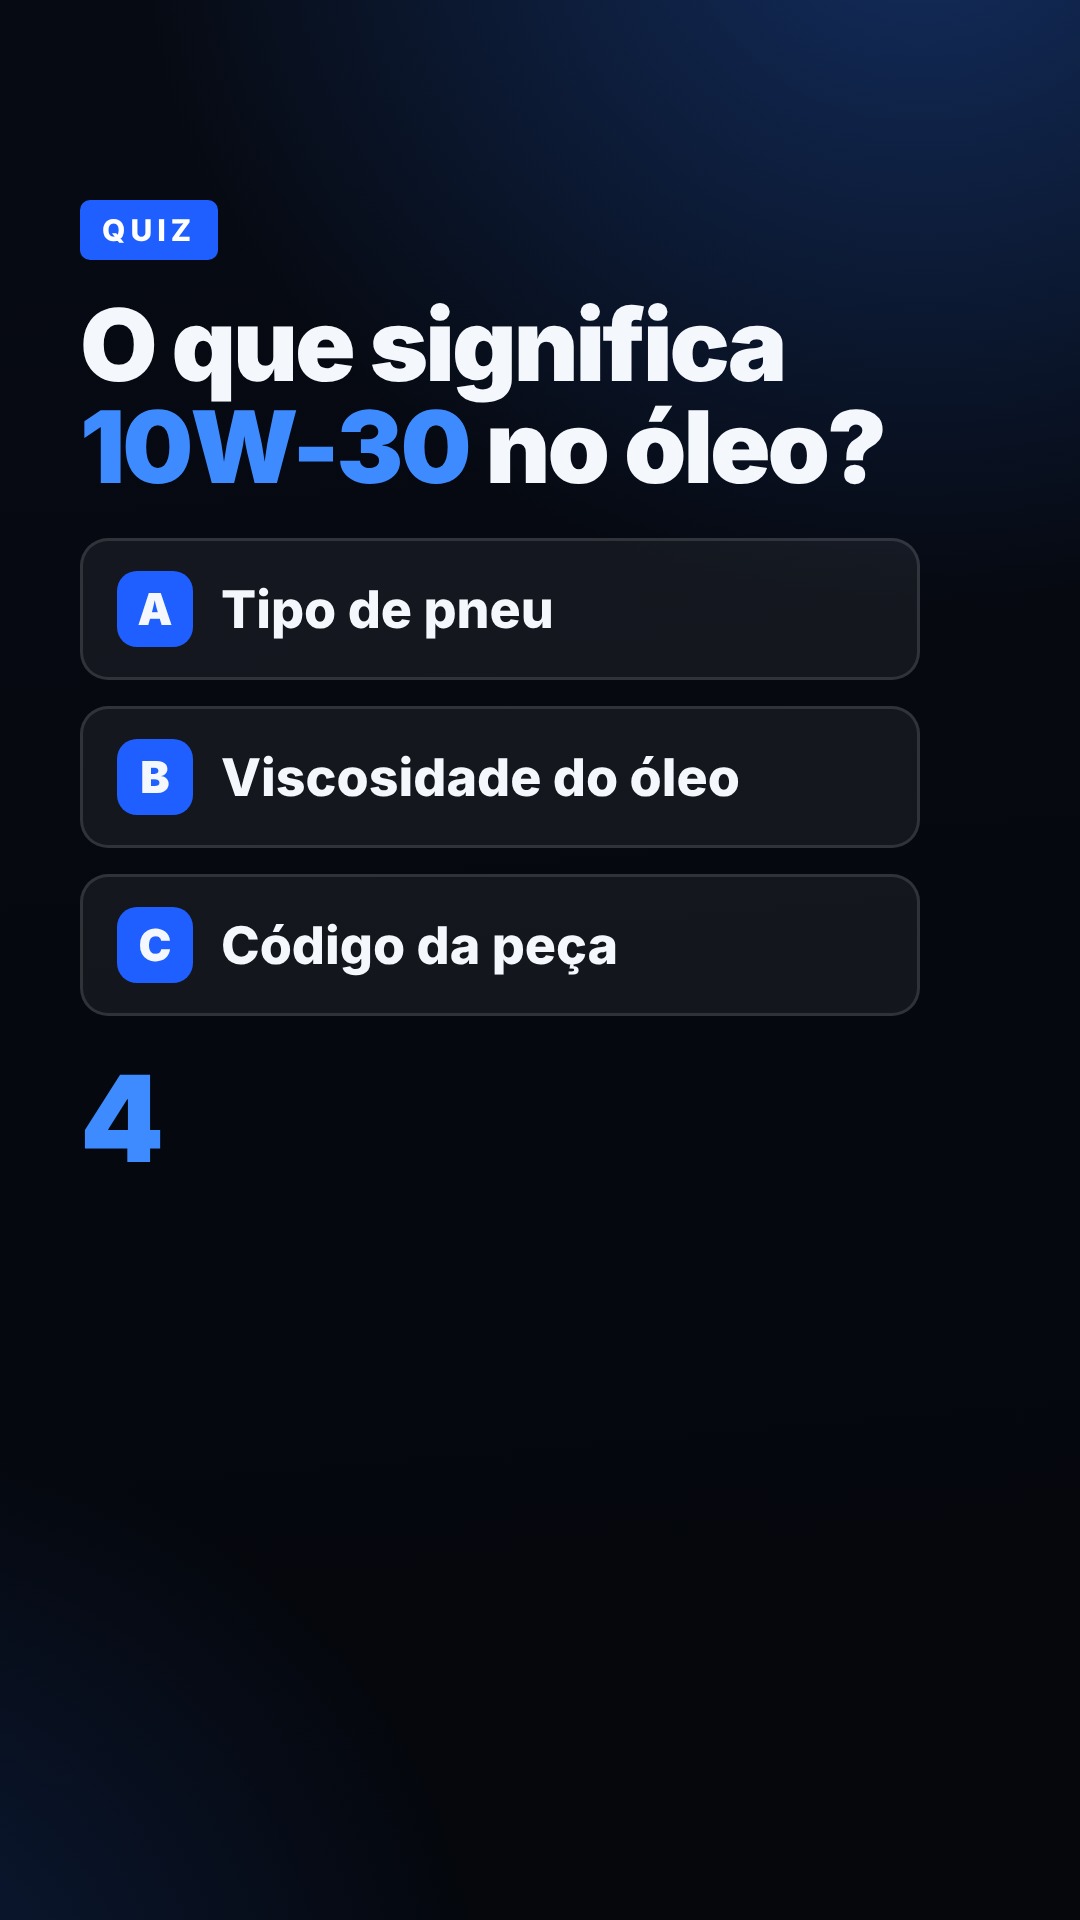 QUIZ
O que significa
10W-30 no óleo?
A Tipo de pneu
B Viscosidade do óleo
C Código da peça
4